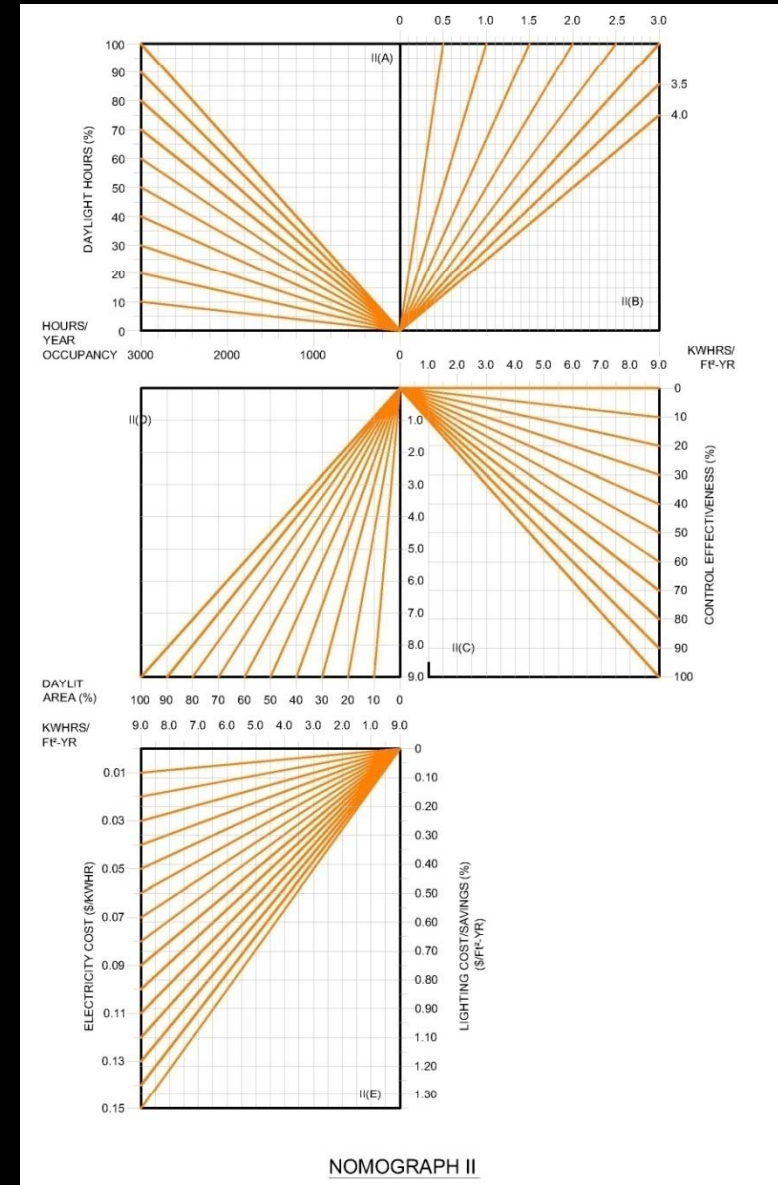 0 0.5 1.0 1.5 2.0 2.5 3.0
100
II(A)
90
3.5
80
4.0
70
60
DAYLIGHT HOURS (%)
50
40
30
20
10
II(B)
0
HOURS/
YEAR
OCCUPANCY 3000 2000 1000 0
KWHRS/
Ft²-YR
1.0 2.0 3.0 4.0 5.0 6.0 7.0 8.0 9.0
0
10
20
30
40
50
60
70
80
90
100
CONTROL EFFECTIVENESS (%)
II(D)
1.0
2.0
3.0
4.0
5.0
6.0
7.0
8.0
9.0
II(C)
DAYLIT
AREA (%) 100 90 80 70 60 50 40 30 20 10 0
KWHRS/
Ft²-YR
9.0 8.0 7.0 6.0 5.0 4.0 3.0 2.0 1.0 9.0
0.01
0.03
0.05
0.07
0.09
0.11
0.13
0.15
ELECTRICITY COST ($/KWHR)
0
0.10
0.20
0.30
0.40
0.50
0.60
0.70
0.80
0.90
1.10
1.20
1.30
LIGHTING COST/SAVINGS (%)
($/Ft²-YR)
II(E)
NOMOGRAPH II